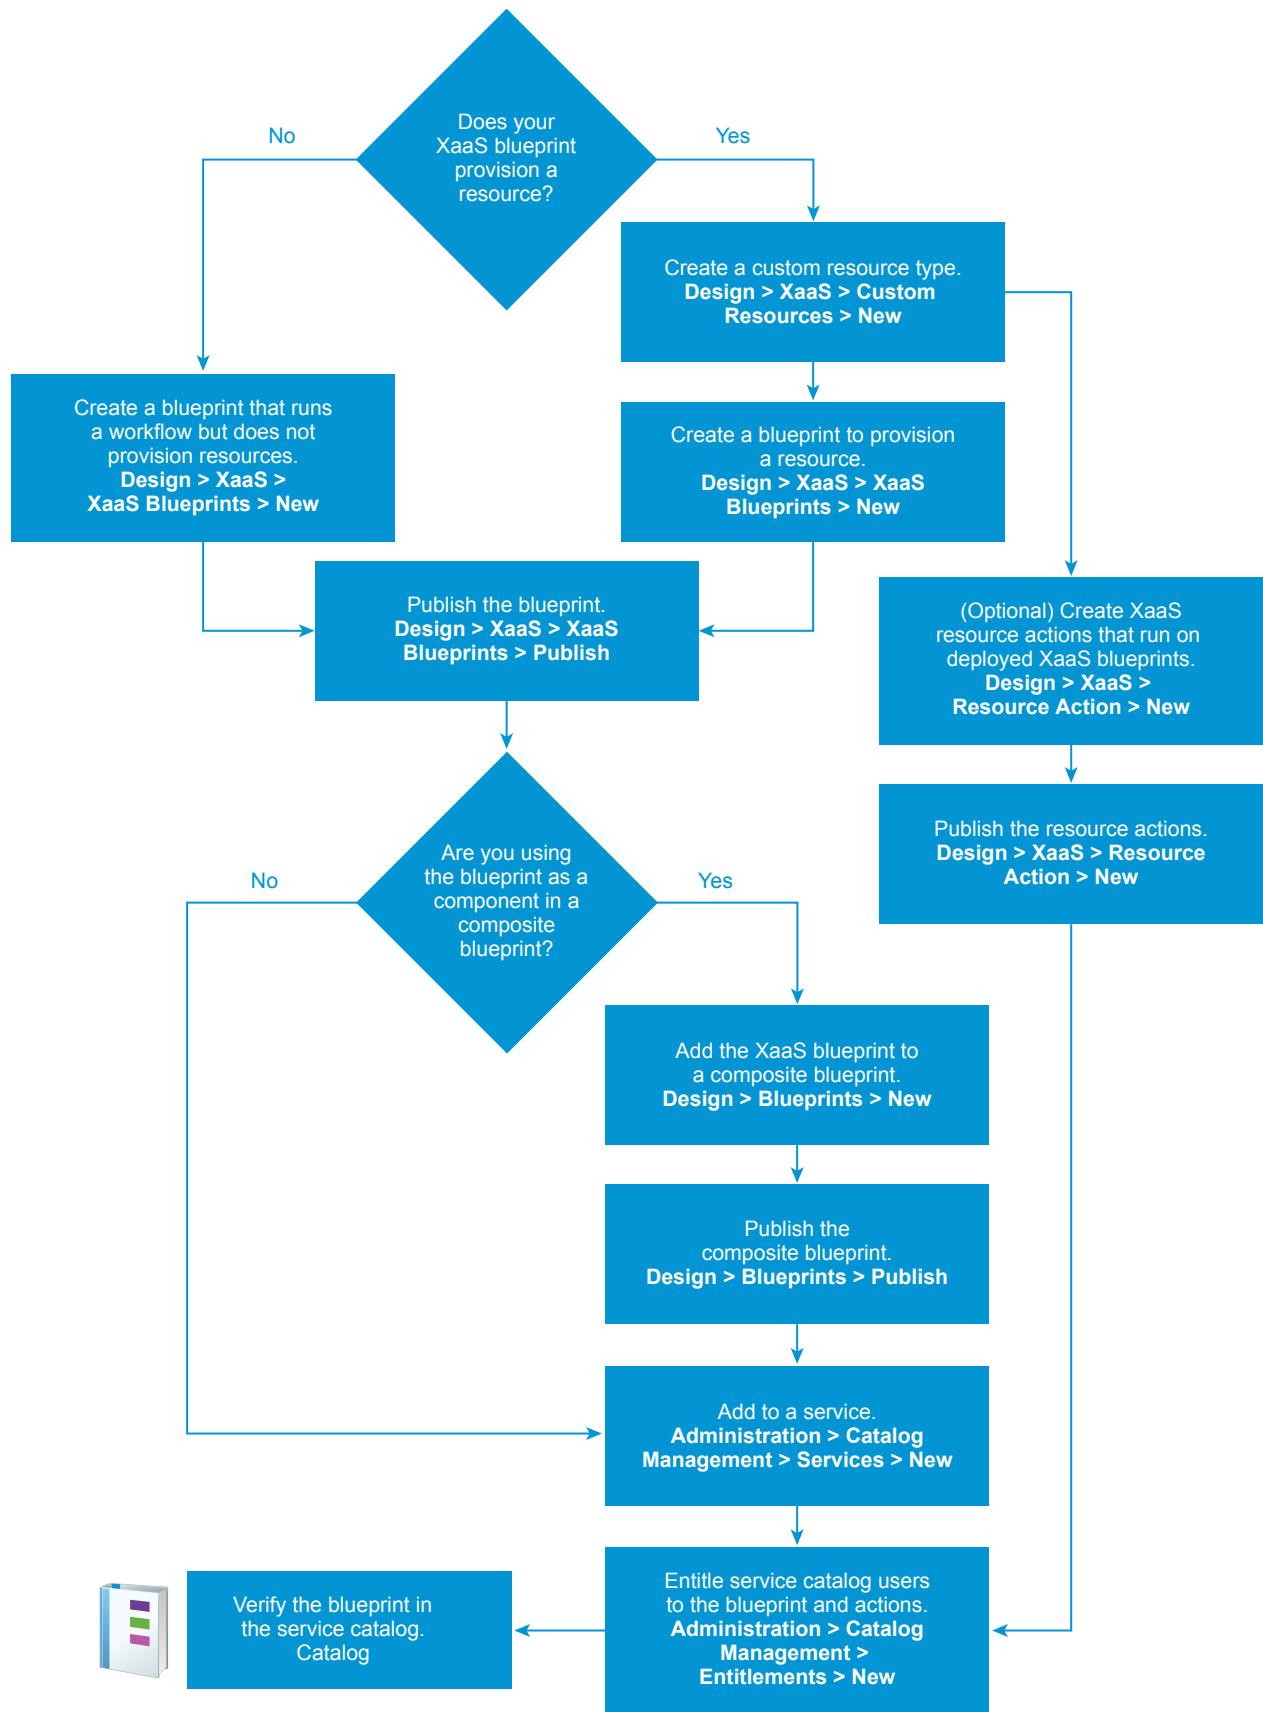 Does your
XaaS blueprint
provision a
resource?
No
Yes
Create a custom resource type.
Design > XaaS > Custom
Resources > New
Create a blueprint that runs
a workflow but does not
provision resources.
Design > XaaS >
XaaS Blueprints > New
Create a blueprint to provision
a resource.
Design > XaaS > XaaS
Blueprints > New
Publish the blueprint.
Design > XaaS > XaaS
Blueprints > Publish
(Optional) Create XaaS
resource actions that run on
deployed XaaS blueprints.
Design > XaaS >
Resource Action > New
Publish the resource actions.
Design > XaaS > Resource
Action > New
Are you using
the blueprint as a
component in a
composite
blueprint?
No
Yes
Add the XaaS blueprint to
a composite blueprint.
Design > Blueprints > New
Publish the
composite blueprint.
Design > Blueprints > Publish
Add to a service.
Administration > Catalog
Management > Services > New
Entitle service catalog users
to the blueprint and actions.
Administration > Catalog
Management >
Entitlements > New
Verify the blueprint in
the service catalog.
Catalog